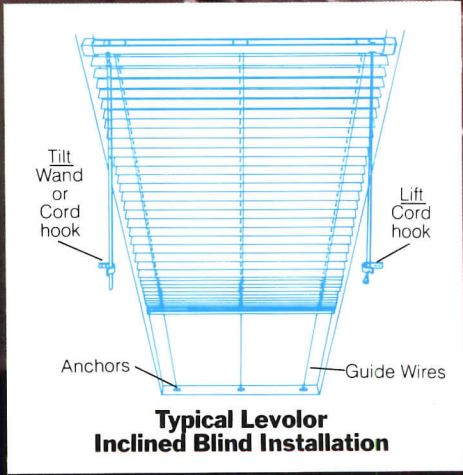 Tilt
Wand
or
Cord
hook
Lift
Cord
hook
Anchors
Guide Wires
Typical Levolor
Inclined Blind Installation